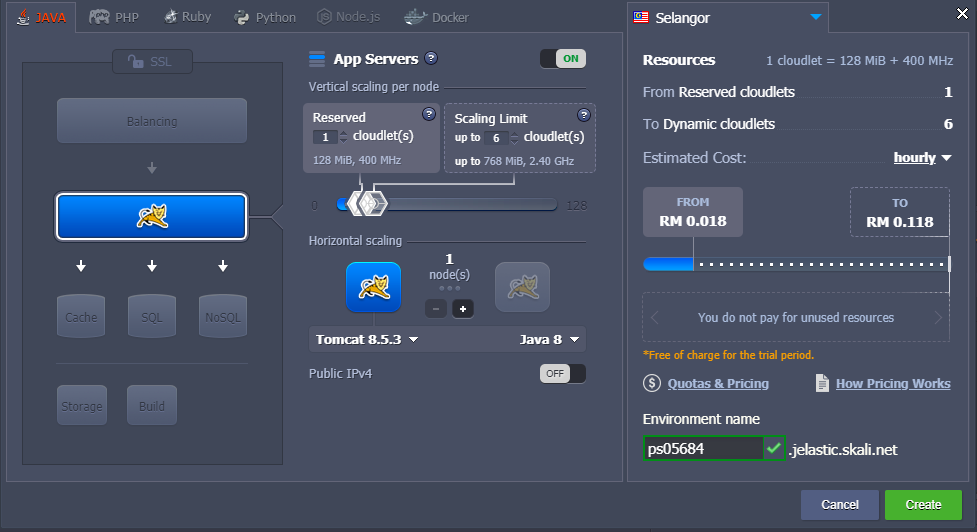 JAVA
PHP
Ruby
Python
Node.js
Docker
SSL
Balancing
Cache
SQL
NoSQL
Storage
Build
App Servers ?
ON
Vertical scaling per node
Reserved ?
1 cloudlet(s)
128 MiB, 400 MHz
Scaling Limit ?
up to 6 cloudlet(s)
up to 768 MiB, 2.40 GHz
0
128
Horizontal scaling
1
node(s)
- +
Tomcat 8.5.3
Java 8
Public IPv4
OFF
Selangor
Resources 1 cloudlet = 128 MiB + 400 MHz
From Reserved cloudlets 1
To Dynamic cloudlets 6
Estimated Cost: hourly
FROM
RM 0.018
TO
RM 0.118
You do not pay for unused resources
*Free of charge for the trial period.
$ Quotas & Pricing
How Pricing Works
Environment name
ps05684 .jelastic.skali.net
Cancel
Create